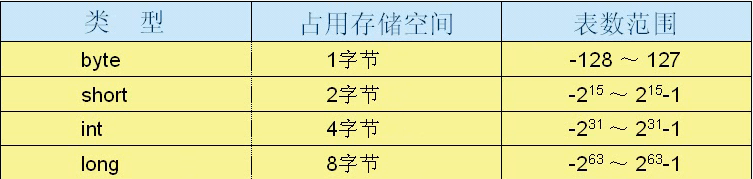 类 型 占用存储空间 表数范围
byte 1字节 -128 ～ 127
short 2字节 -2¹⁵ ～ 2¹⁵-1
int 4字节 -2³¹ ～ 2³¹-1
long 8字节 -2⁶³ ～ 2⁶³-1